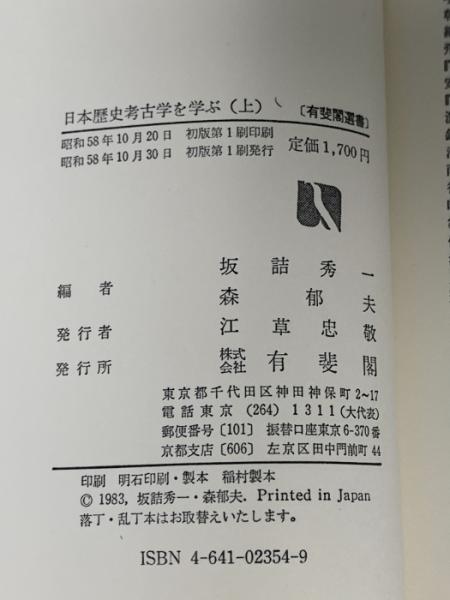 日本歴史考古学を学ぶ（上） 〔有斐閣選書〕
昭和58年10月20日 初版第1刷印刷
昭和58年10月30日 初版第1刷発行 定価1,700円
編者 坂詰秀一
森郁夫
発行者 江草忠敬
発行所 株式会社 有斐閣
東京都千代田区神田神保町2~17
電話東京 (264) 1311 (大代表)
郵便番号〔101〕 振替口座東京6-370番
京都支店〔606〕 左京区田中門前町44
印刷 明石印刷・製本 稲村製本
© 1983, 坂詰秀一・森郁夫. Printed in Japan
落丁・乱丁本はお取替えいたします。
ISBN 4-641-02354-9